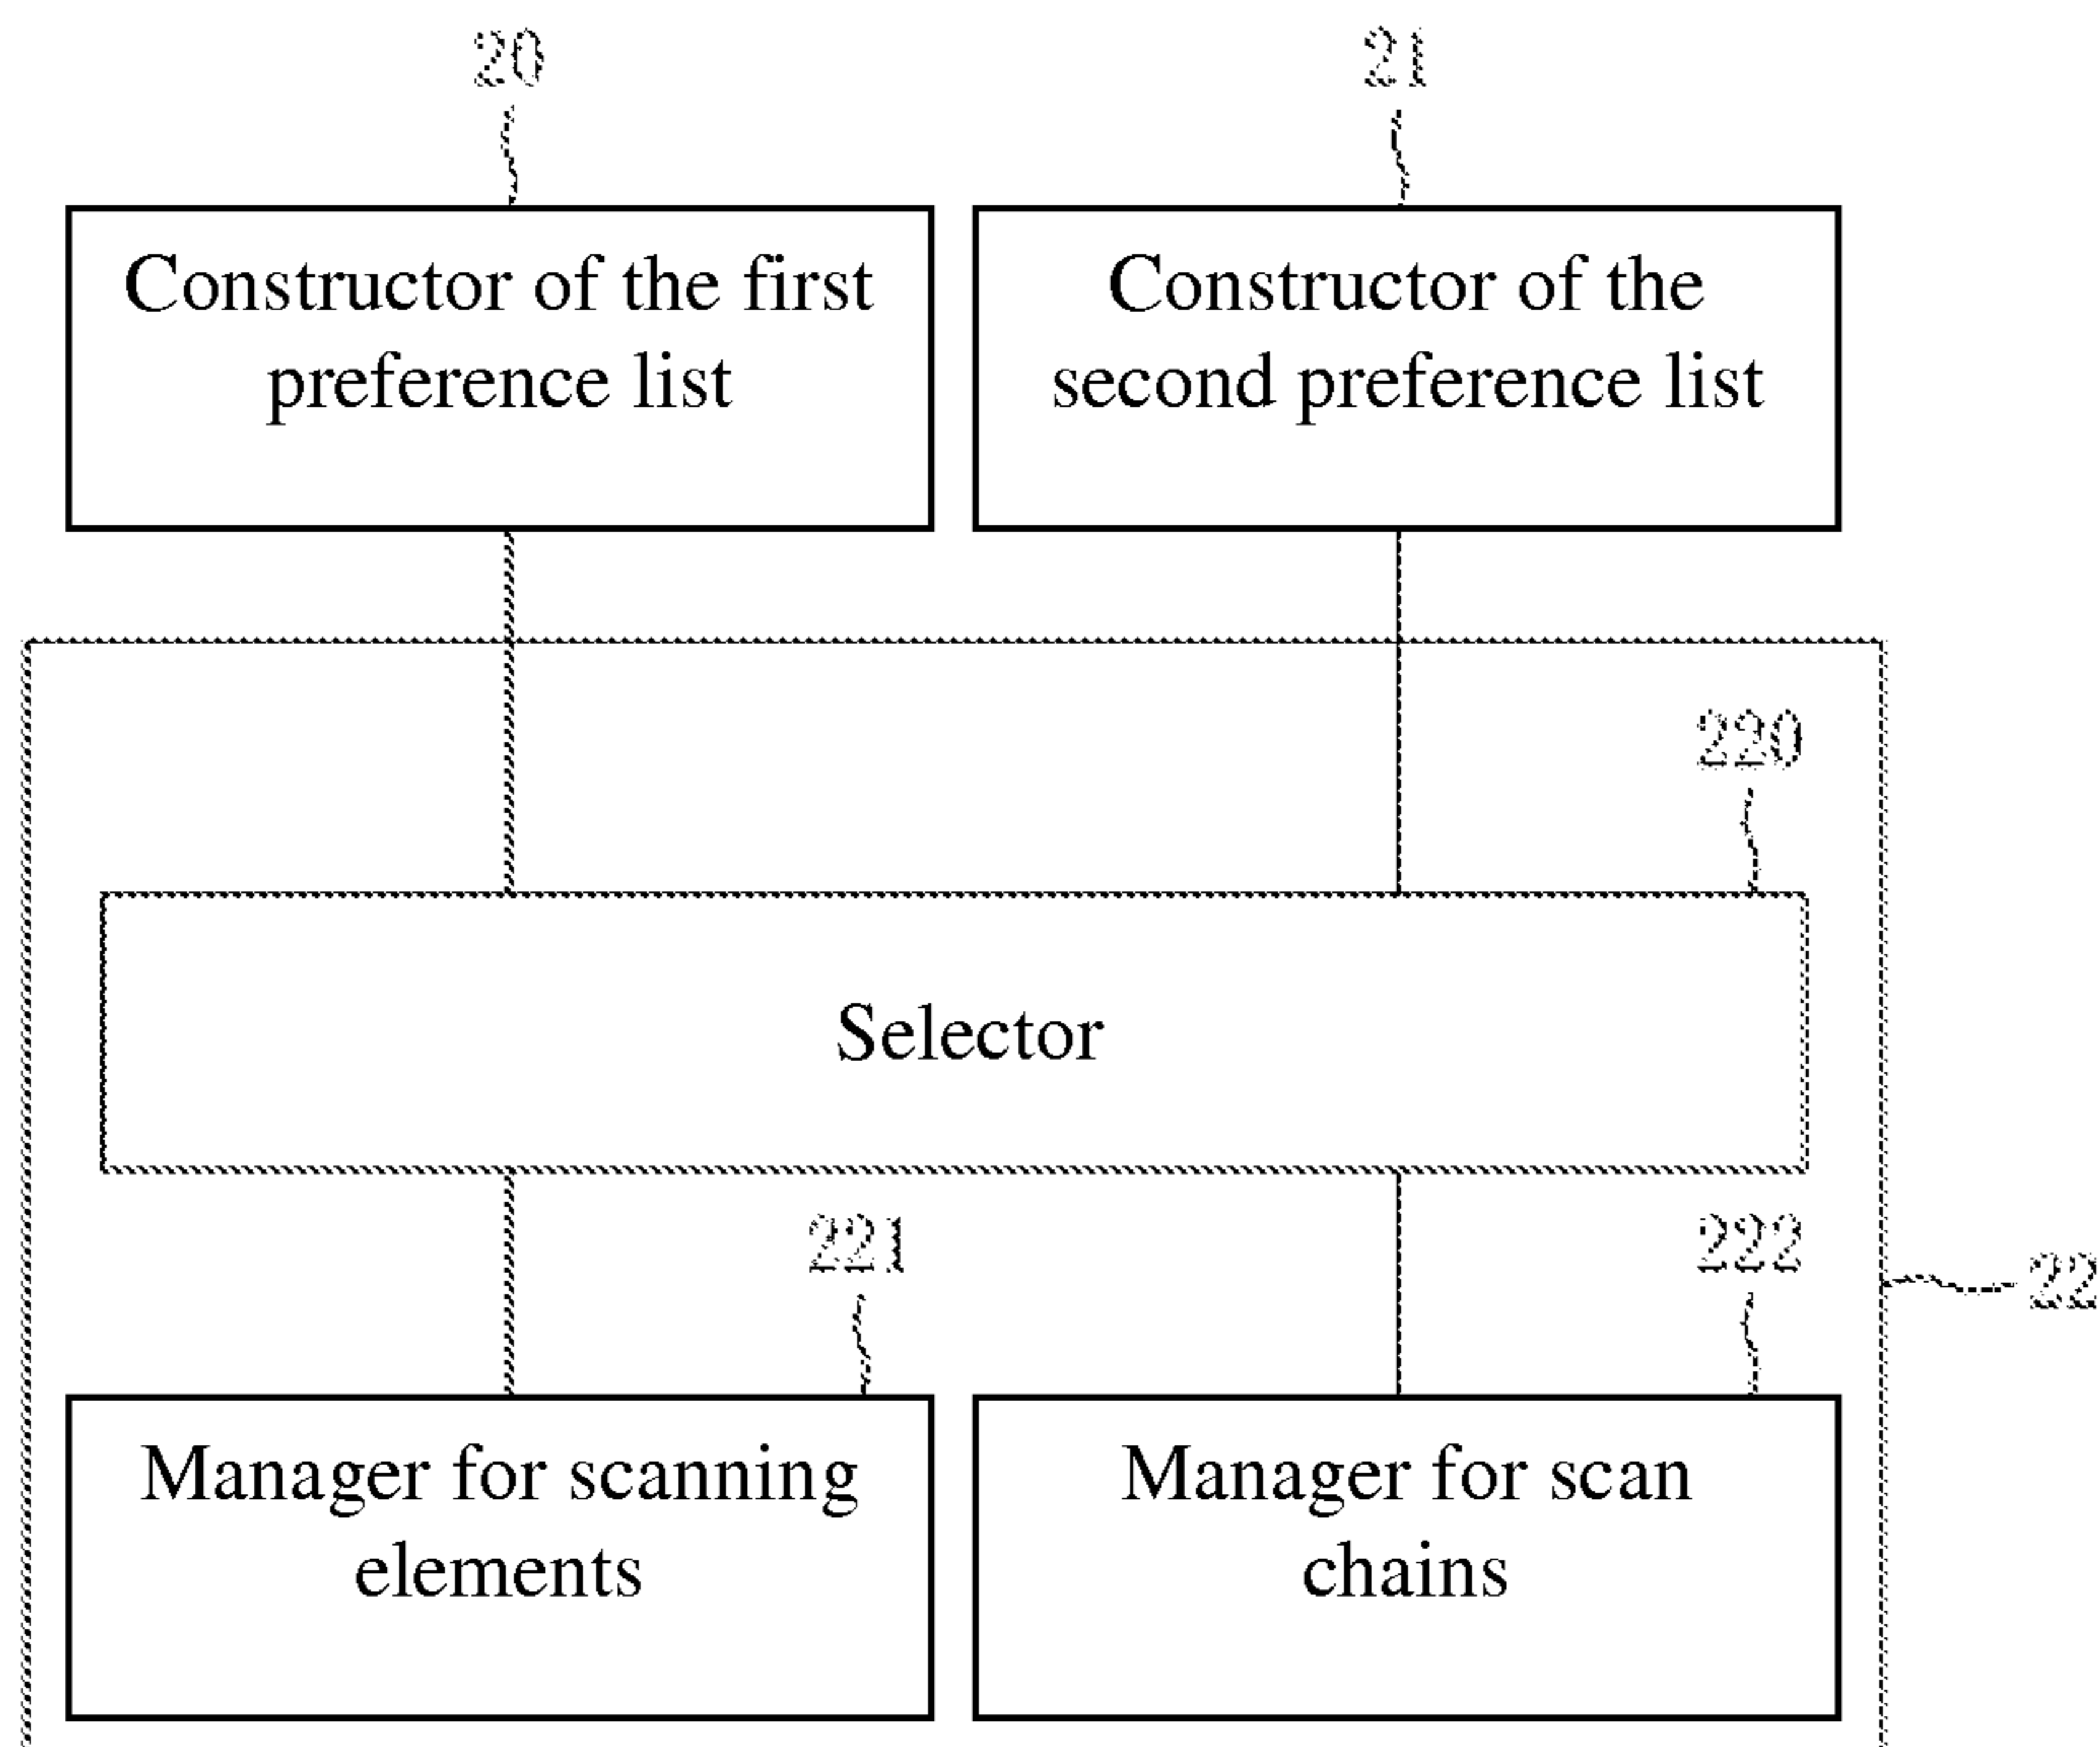 20
21
Constructor of the first
preference list
Constructor of the
second preference list
220
Selector
221
222
22
Manager for scanning
elements
Manager for scan
chains